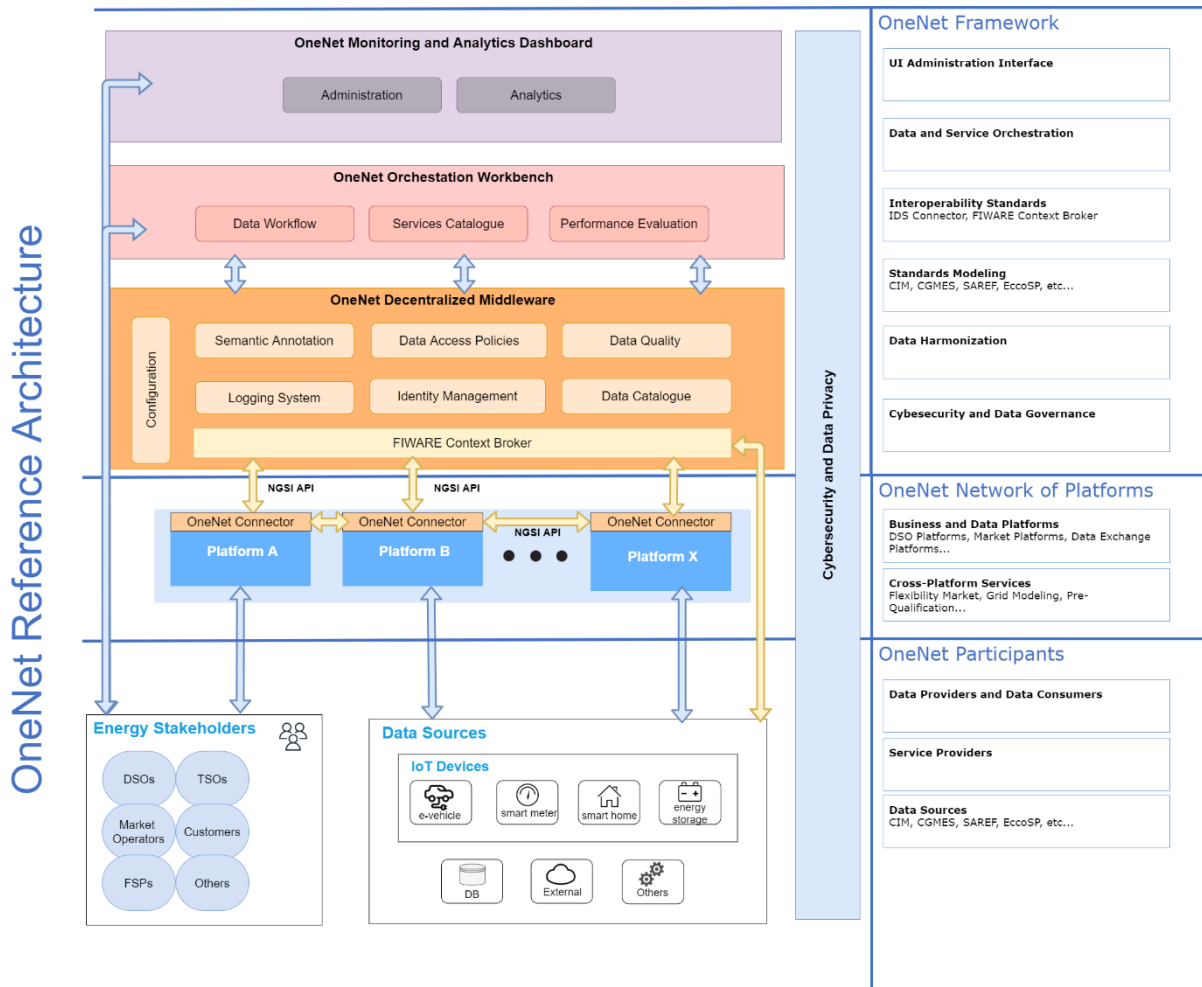 OneNet Reference Architecture
OneNet Monitoring and Analytics Dashboard
Administration
Analytics
OneNet Orchestation Workbench
Data Workflow
Services Catalogue
Performance Evaluation
OneNet Decentralized Middleware
Configuration
Semantic Annotation
Data Access Policies
Data Quality
Logging System
Identity Management
Data Catalogue
FIWARE Context Broker
NGSI API
NGSI API
OneNet Connector
OneNet Connector
OneNet Connector
NGSI API
Platform A
Platform B
Platform X
Energy Stakeholders
DSOs
TSOs
Market
Operators
Customers
FSPs
Others
Data Sources
IoT Devices
e-vehicle
smart meter
smart home
energy
storage
DB
External
Others
Cybersecurity and Data Privacy
OneNet Framework
UI Administration Interface
Data and Service Orchestration
Interoperability Standards
IDS Connector, FIWARE Context Broker
Standards Modeling
CIM, CGMES, SAREF, EccoSP, etc...
Data Harmonization
Cybesecurity and Data Governance
OneNet Network of Platforms
Business and Data Platforms
DSO Platforms, Market Platforms, Data Exchange
Platforms...
Cross-Platform Services
Flexibility Market, Grid Modeling, Pre-
Qualification...
OneNet Participants
Data Providers and Data Consumers
Service Providers
Data Sources
CIM, CGMES, SAREF, EccoSP, etc...